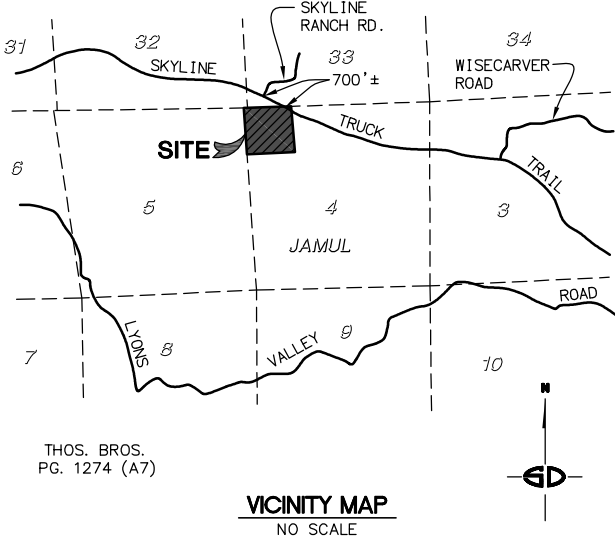 SKYLINE
RANCH RD.
31
32
33
34
SKYLINE
700'±
WISECARVER
ROAD
TRUCK
SITE
TRAIL
6
5
4
3
JAMUL
ROAD
LYONS
VALLEY
7
8
9
10
N
THOS. BROS.
PG. 1274 (A7)
SD
VICINITY MAP
NO SCALE